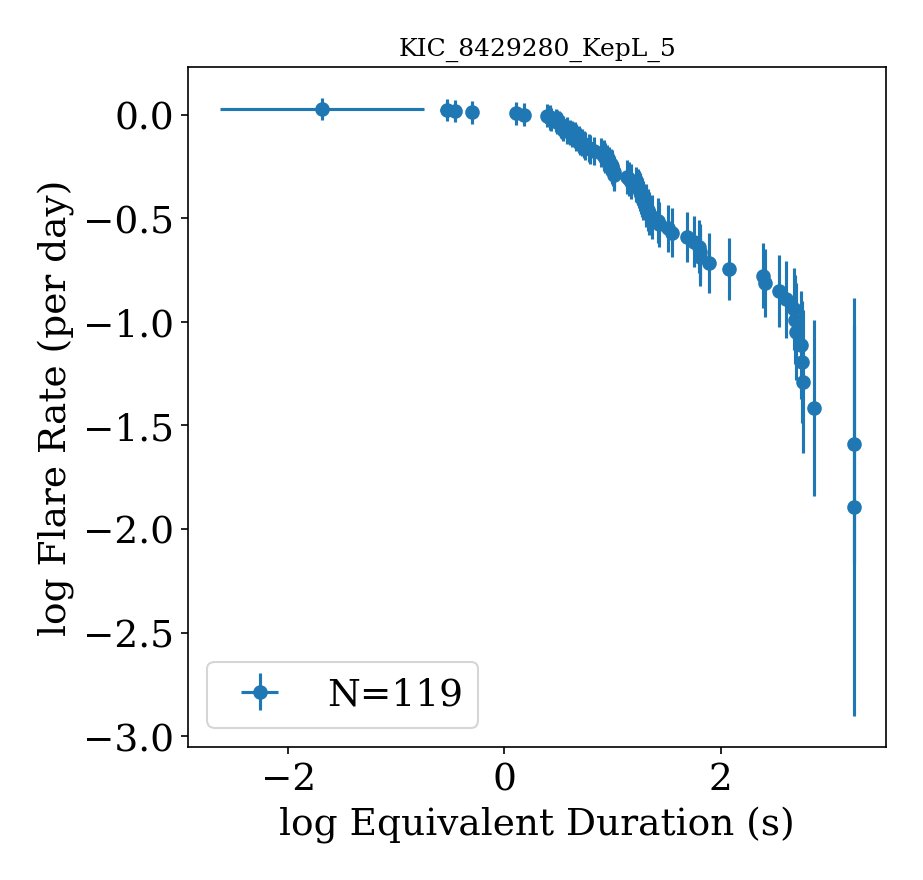 KIC_8429280_KepL_5
log Flare Rate (per day)
0.0
−0.5
−1.0
−1.5
−2.0
−2.5
−3.0
N=119
−2 0 2
log Equivalent Duration (s)